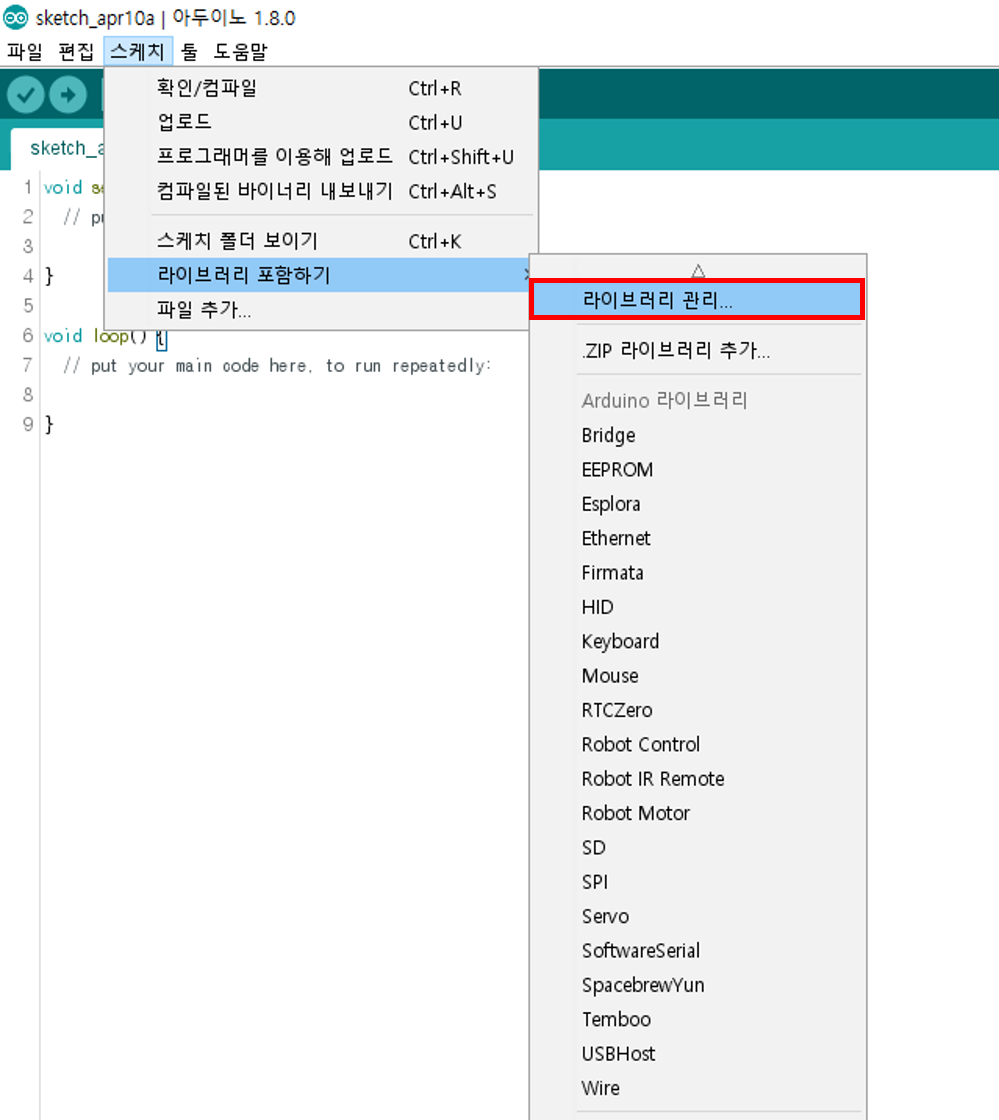 sketch_apr10a | 아두이노 1.8.0
파일 편집 스케치 툴 도움말
확인/컴파일 Ctrl+R
업로드 Ctrl+U
프로그래머를 이용해 업로드 Ctrl+Shift+U
컴파일된 바이너리 내보내기 Ctrl+Alt+S
스케치 폴더 보이기 Ctrl+K
라이브러리 포함하기
파일 추가...
라이브러리 관리...
.ZIP 라이브러리 추가...
Arduino 라이브러리
Bridge
EEPROM
Esplora
Ethernet
Firmata
HID
Keyboard
Mouse
RTCZero
Robot Control
Robot IR Remote
Robot Motor
SD
SPI
Servo
SoftwareSerial
SpacebrewYun
Temboo
USBHost
Wire
sketch_a
1 void se
2 // pu
3
4 }
5
6 void loop() {
7 // put your main code here, to run repeatedly:
8
9 }